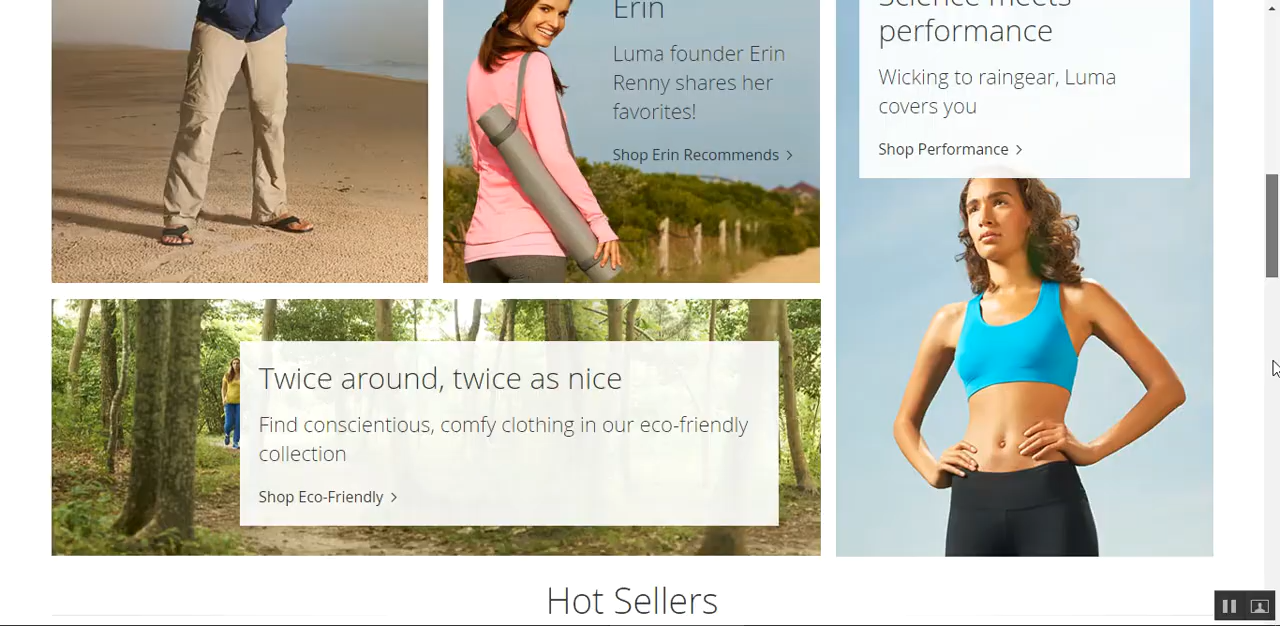 Erin
Luma founder Erin
Renny shares her
favorites!
Shop Erin Recommends >
Science meets
performance
Wicking to raingear, Luma
covers you
Shop Performance >
Twice around, twice as nice
Find conscientious, comfy clothing in our eco-friendly
collection
Shop Eco-Friendly >
Hot Sellers